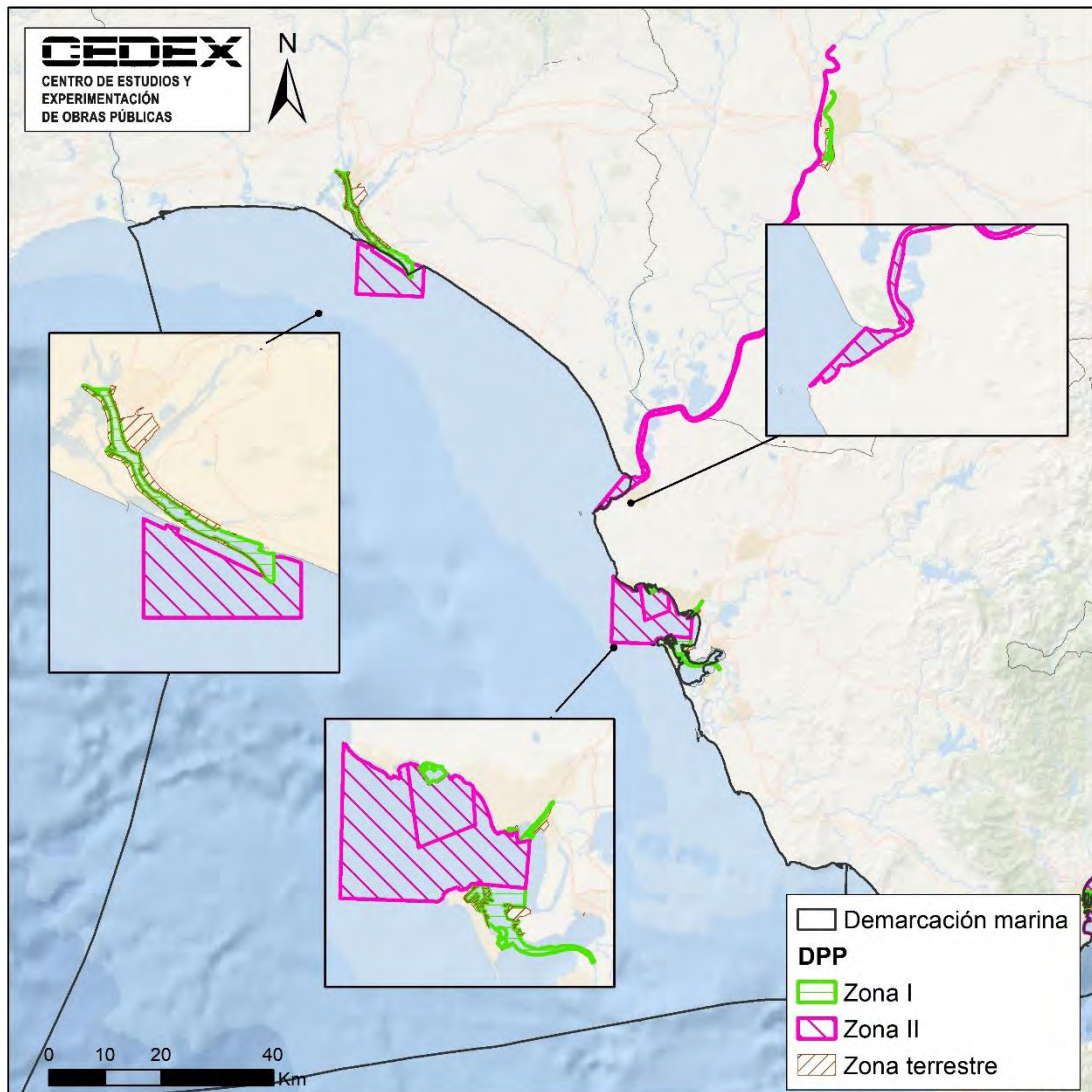 CEDEX
CENTRO DE ESTUDIOS Y
EXPERIMENTACIÓN
DE OBRAS PÚBLICAS
N
Demarcación marina
DPP
Zona I
Zona II
Zona terrestre
0 10 20 40
Km